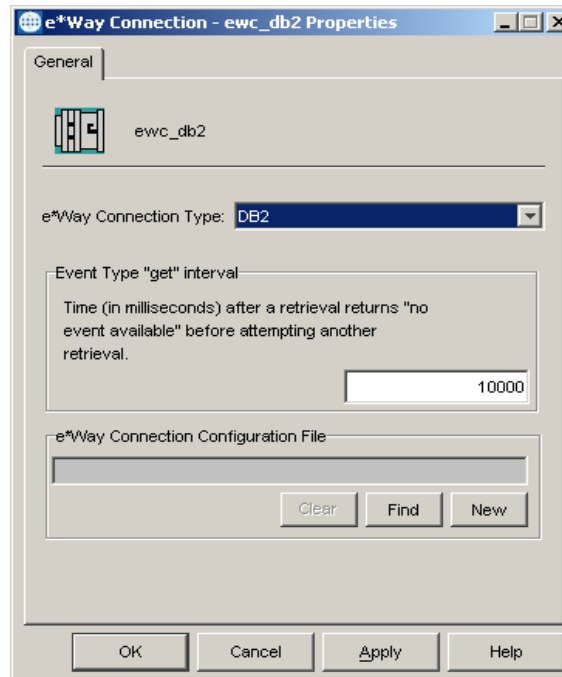 e*Way Connection - ewc_db2 Properties
General
ewc_db2
e*Way Connection Type: DB2
Event Type "get" interval
Time (in milliseconds) after a retrieval returns "no
event available" before attempting another
retrieval.
10000
e*Way Connection Configuration File
Clear Find New
OK Cancel Apply Help